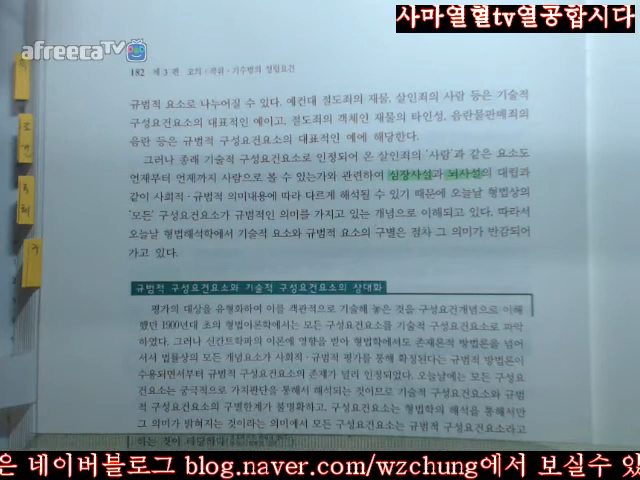 사마열혈tv열공합시다
afreecaTV
182 제 3 편 고의·작위·기수범의 성립요건
규범적 요소로 나누어질 수 있다. 예컨대 절도죄의 재물, 살인죄의 사람 등은 기술적
구성요건요소의 대표적인 예이고, 절도죄의 객체인 재물의 타인성, 음란물판매죄의
음란 등은 규범적 구성요건요소의 대표적인 예에 해당한다.
그러나 종래 기술적 구성요건요소로 인정되어 온 살인죄의 '사람'과 같은 요소도
언제부터 언제까지 사람으로 볼 수 있는가와 관련하여 심장사설과 뇌사설의 대립과
같이 사회적·규범적 의미내용에 따라 다르게 해석될 수 있기 때문에 오늘날 형법상의
'모든' 구성요건요소가 규범적인 의미를 가지고 있는 개념으로 이해되고 있다. 따라서
오늘날 형법해석학에서 기술적 요소와 규범적 요소의 구별은 점차 그 의미가 반감되어
가고 있다.
규범적 구성요건요소와 기술적 구성요건요소의 상대화
평가의 대상을 유형화하여 이를 객관적으로 기술해 놓은 것을 구성요건개념으로 이해
했던 1900년대 초의 형법이론학에서는 모든 구성요건요소를 기술적 구성요건요소로 파악
하였다. 그러나 신칸트학파의 이론에 영향을 받아 형법학에서도 존재론적 방법론을 넘어
서서 법률상의 모든 개념요소가 사회적·규범적 평가를 통해 확정된다는 규범적 방법론이
수용되면서부터 규범적 구성요건요소의 존재가 널리 인정되었다. 오늘날에는 모든 구성요
건요소는 궁극적으로 가치판단을 통해서 해석되는 것이므로 기술적 구성요건요소와 규범
적 구성요건요소의 구별한계가 불명확하고, 구성요건요소는 형법학의 해석을 통해서만
그 의미가 밝혀지는 것이라는 의미에서 모든 구성요건요소는 규범적 구성요건요소라고
하는 것이
은 네이버블로그 blog.naver.com/wzchung에서 보실수 있